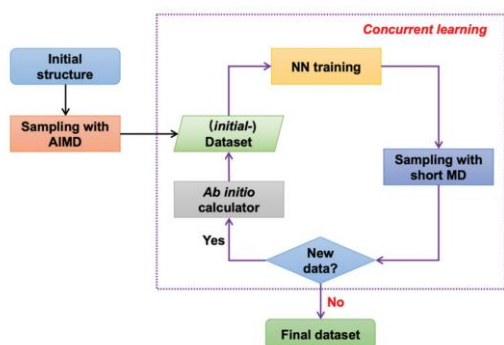 Concurrent learning
Initial
structure
NN training
Sampling with
AIMD
(initial-)
Dataset
Sampling with
short MD
Ab initio
calculator
Yes
New
data?
No
Final dataset